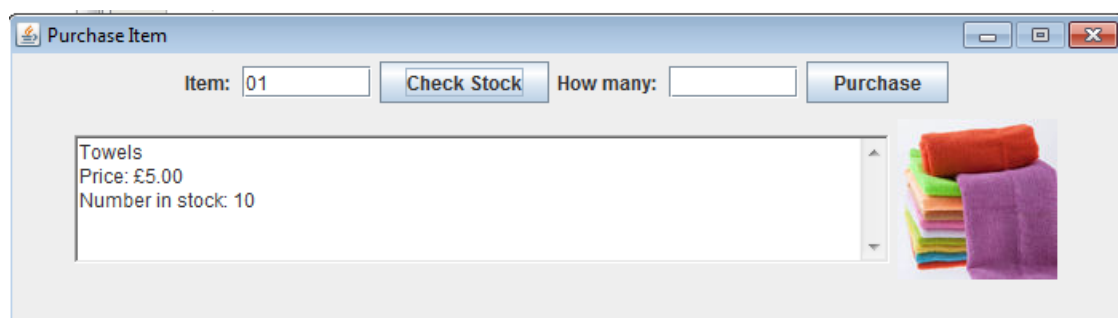 Purchase Item
Item: 01 Check Stock How many: Purchase
Towels
Price: £5.00
Number in stock: 10